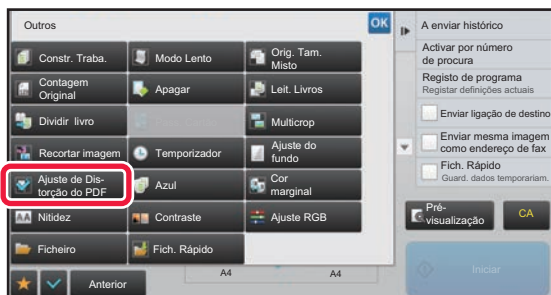 Outros
OK
Constr. Traba.
Modo Lento
Orig. Tam.
Misto
Contagem
Original
Apagar
Leit. Livros
Dividir livro
Multicrop
Recortar imagem
Temporizador
Ajuste do
fundo
Ajuste de Dis-
torção do PDF
Azul
Cor
marginal
AA Nitidez
Contraste
Ajuste RGB
Ficheiro
Fich. Rápido
Anterior
A4
A4
A enviar histórico
Activar por número
de procura
Registo de programa
Registar definições actuais
Enviar ligação de destino
Enviar mesma imagem
como endereço de fax
Fich. Rápido
Guard. dados temporariam.
Pré-
visualização
CA
Iniciar